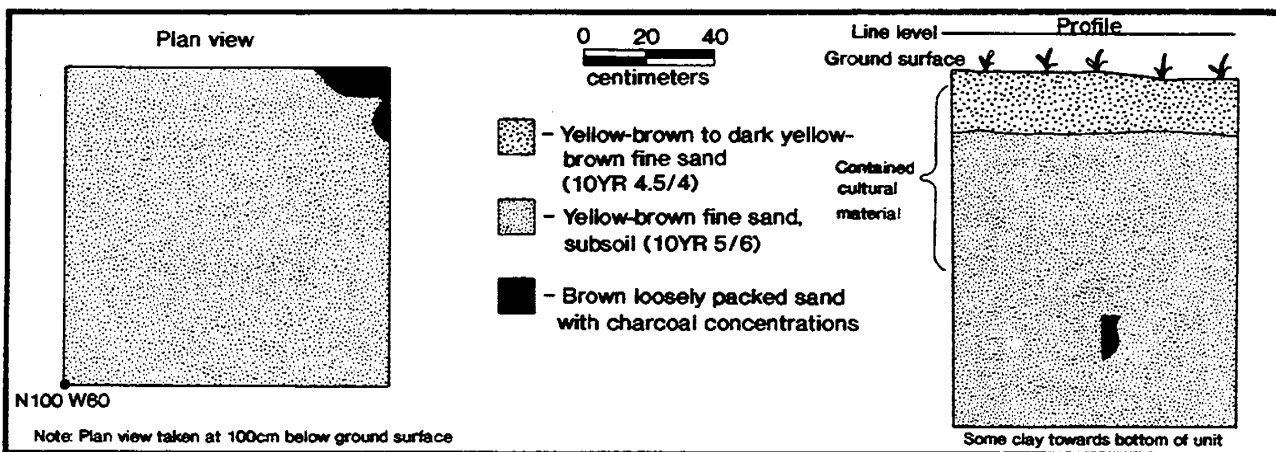 Plan view
N100 W60
Note: Plan view taken at 100cm below ground surface
0 20 40
centimeters
- Yellow-brown to dark yellow-
brown fine sand
(10YR 4.5/4)
- Yellow-brown fine sand,
subsoil (10YR 5/6)
- Brown loosely packed sand
with charcoal concentrations
Profile
Line level
Ground surface
Contained
cultural
material
Some clay towards bottom of unit